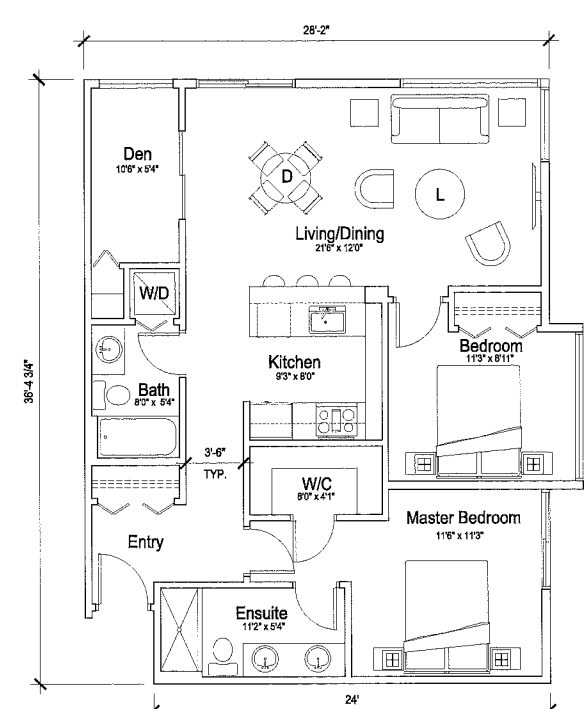 28'-2"
Den
10'6" x 5'4"
D
L
Living/Dining
21'6" x 12'0"
W/D
36'-4 3/4"
Kitchen
9'3" x 8'0"
Bedroom
11'3" x 8'11"
Bath
8'0" x 5'4"
3'-6"
TYP.
W/C
8'0" x 4'1"
Master Bedroom
11'6" x 11'3"
Entry
Ensuite
11'2" x 5'4"
24'